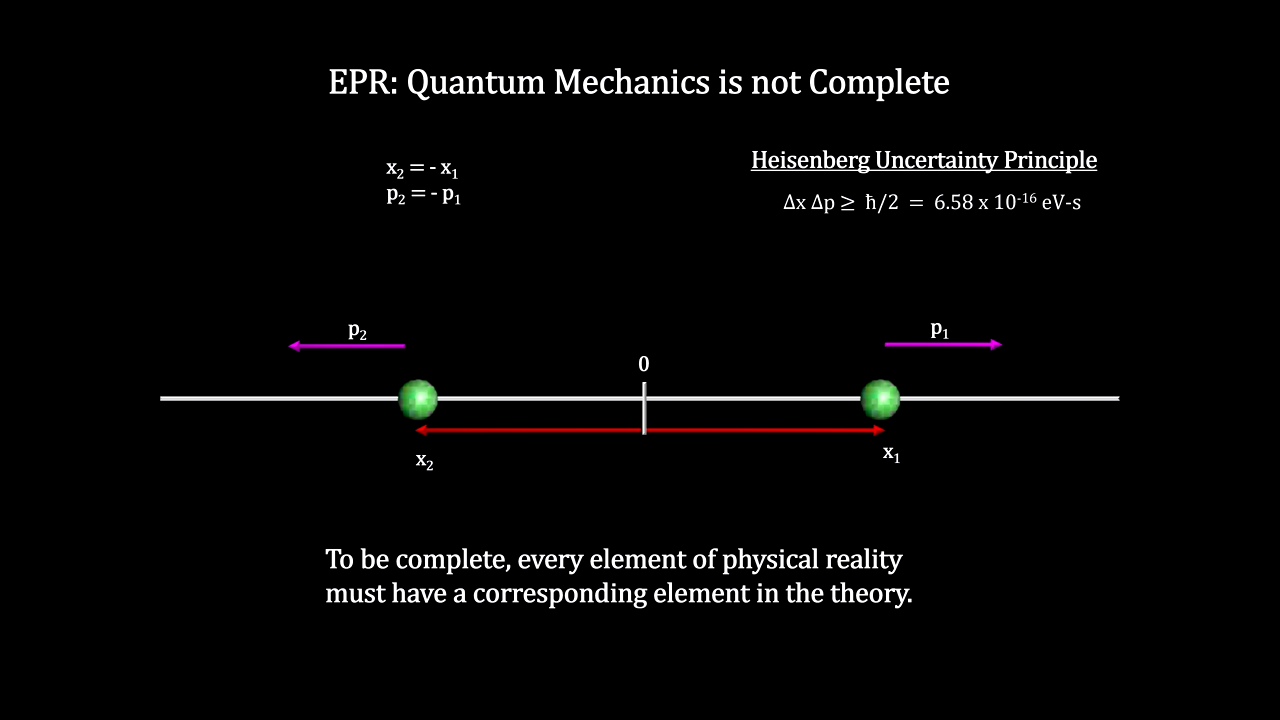 EPR: Quantum Mechanics is not Complete
x₂ = - x₁
p₂ = - p₁
Heisenberg Uncertainty Principle
Δx Δp ≥ ħ/2 = 6.58 x 10⁻¹⁶ eV-s
p₂
p₁
0
x₂
x₁
To be complete, every element of physical reality
must have a corresponding element in the theory.